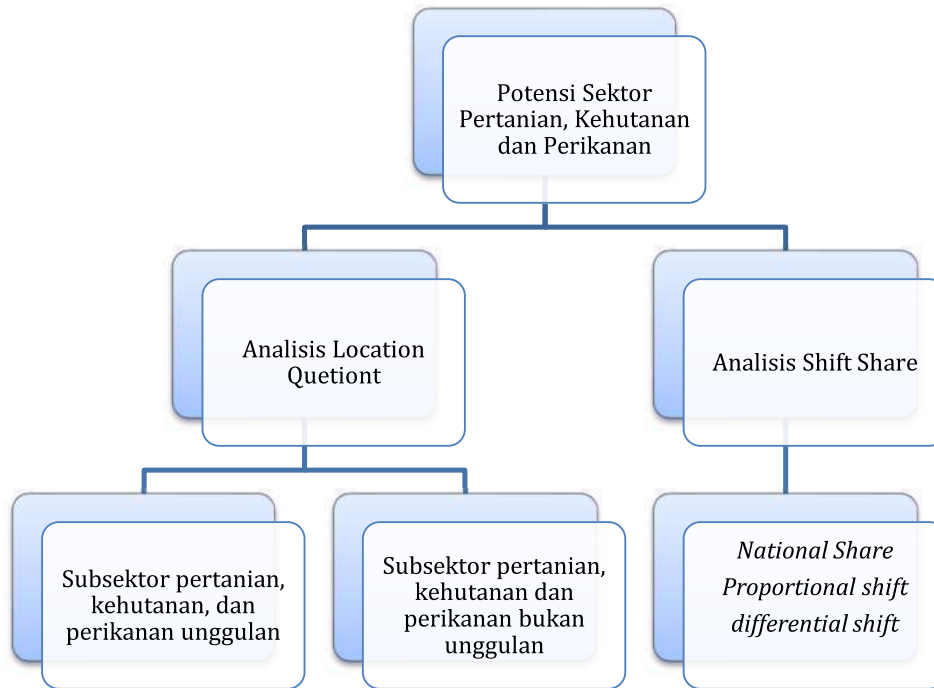 Potensi Sektor
Pertanian, Kehutanan
dan Perikanan
Analisis Location
Quetiont
Analisis Shift Share
Subsektor pertanian,
kehutanan, dan
perikanan unggulan
Subsektor pertanian,
kehutanan dan
perikanan bukan
unggulan
National Share
Proportional shift
differential shift